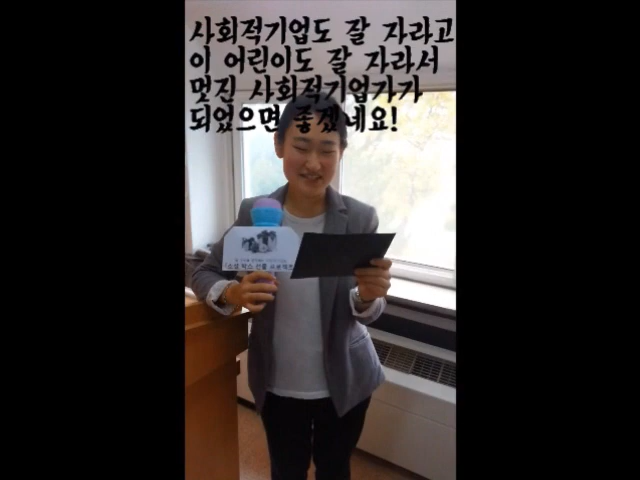 사회적기업도 잘 자라고
이 어린이도 잘 자라서
멋진 사회적기업가가
되었으면 좋겠네요!